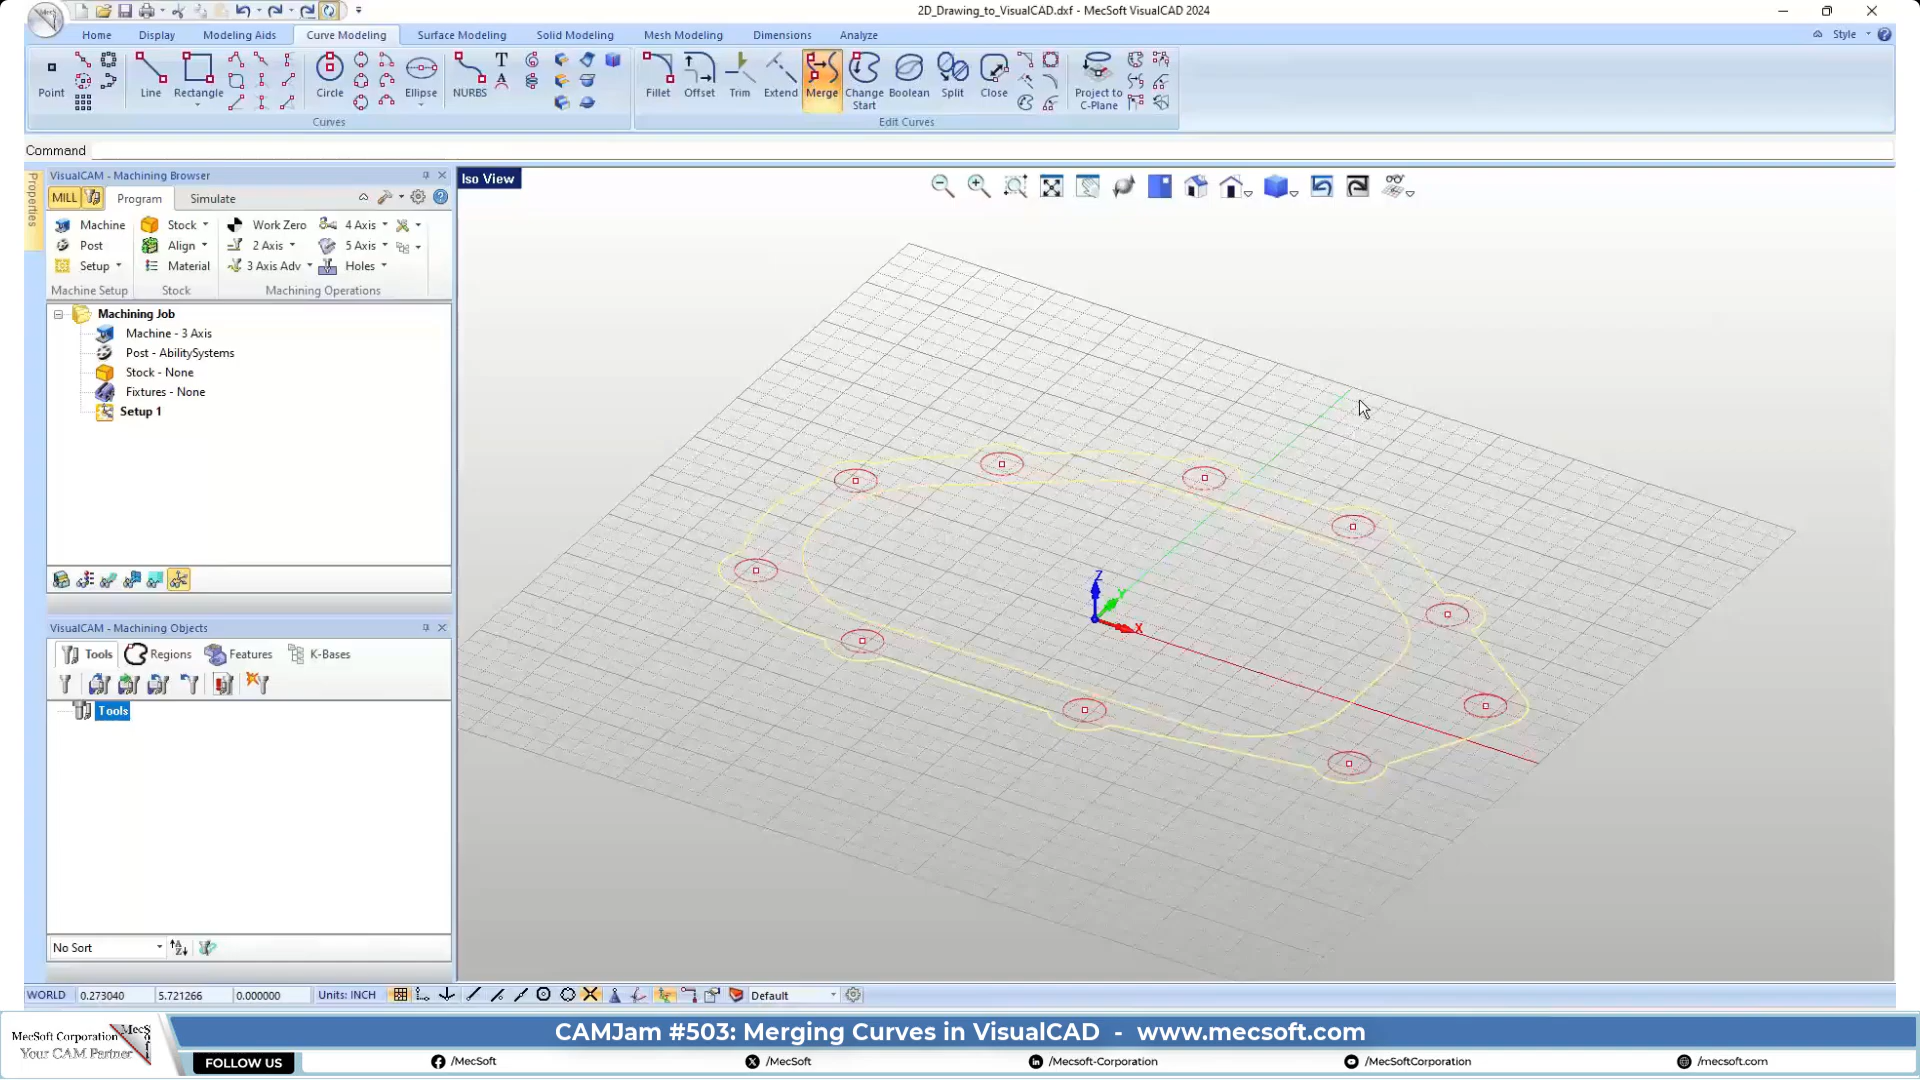 2D_Drawing_to_VisualCAD.dxf - MecSoft VisualCAD 2024
Home
Display
Modeling Aids
Curve Modeling
Surface Modeling
Solid Modeling
Mesh Modeling
Dimensions
Analyze
Style
Point
Line
Rectangle
Circle
Ellipse
NURBS
Fillet
Offset
Trim
Extend
Merge
Change Start
Boolean
Split
Close
Project to C-Plane
Curves
Edit Curves
Command
Properties
VisualCAM - Machining Browser
MILL
Program
Simulate
Machine
Stock
Work Zero
4 Axis
Post
Align
2 Axis
5 Axis
Setup
Material
3 Axis Adv
Holes
Machine Setup
Stock
Machining Operations
Machining Job
Machine - 3 Axis
Post - AbilitySystems
Stock - None
Fixtures - None
Setup 1
VisualCAM - Machining Objects
Tools
Regions
Features
K-Bases
Tools
No Sort
Iso View
Z
Y
X
WORLD
0.273040
5.721266
0.000000
Units: INCH
Default
MecSoft Corporation
Your CAM Partner
CAMJam #503: Merging Curves in VisualCAD - www.mecsoft.com
FOLLOW US
/MecSoft
/MecSoft
/Mecsoft-Corporation
/MecSoftCorporation
/mecsoft.com